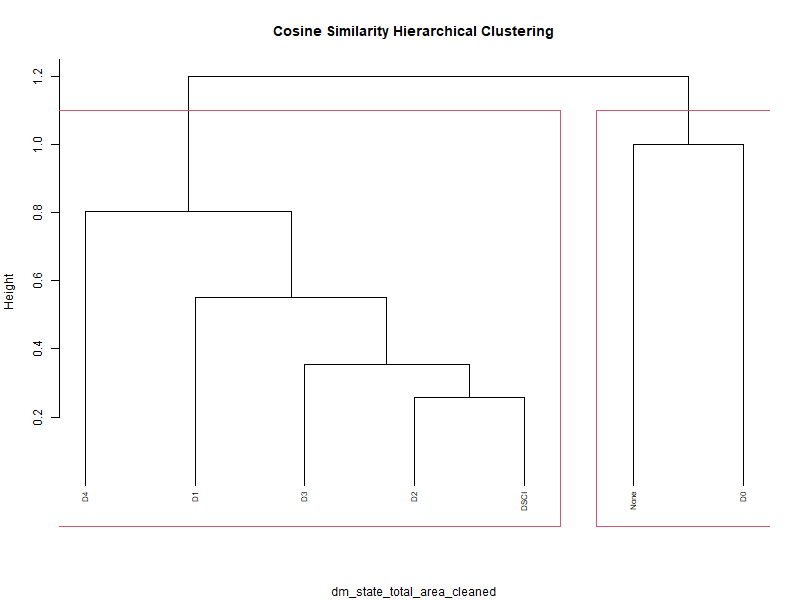 Cosine Similarity Hierarchical Clustering
Height
1.2
1.0
0.8
0.6
0.4
0.2
D4
D1
D3
D2
DSCI
None
D0
dm_state_total_area_cleaned